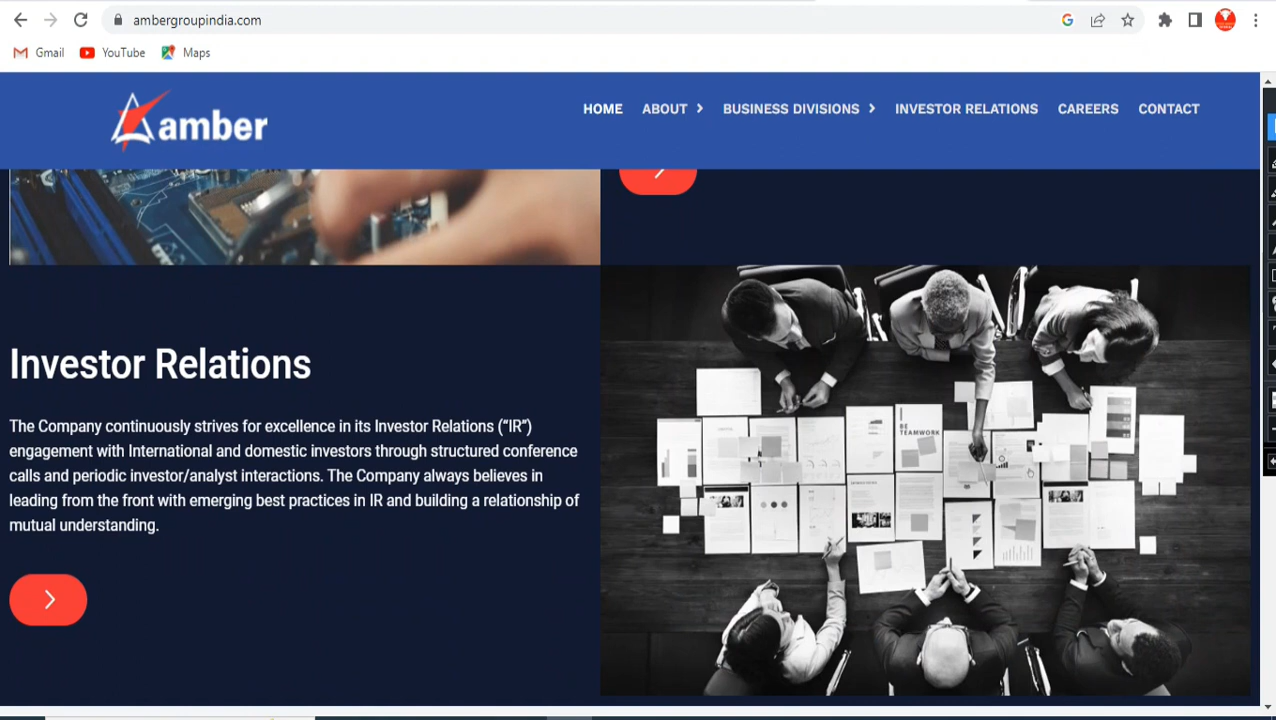 ambergroupindia.com
Gmail YouTube Maps
amber
HOME ABOUT BUSINESS DIVISIONS INVESTOR RELATIONS CAREERS CONTACT
Investor Relations
The Company continuously strives for excellence in its Investor Relations (“IR”)
engagement with International and domestic investors through structured conference
calls and periodic investor/analyst interactions. The Company always believes in
leading from the front with emerging best practices in IR and building a relationship of
mutual understanding.
BE
TEAMWORK